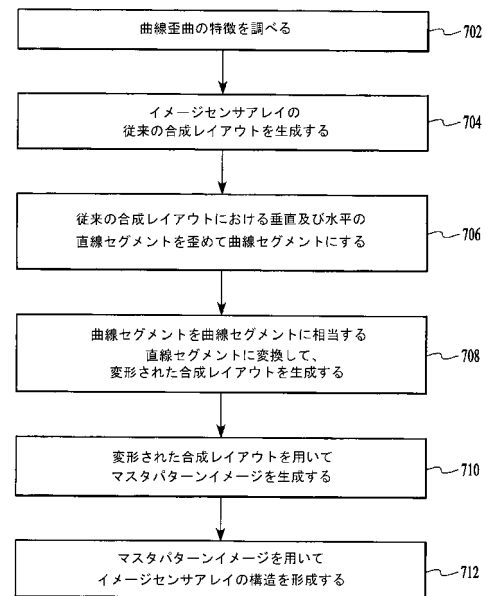 曲線歪曲の特徴を調べる
702
イメージセンサアレイの
従来の合成レイアウトを生成する
704
従来の合成レイアウトにおける垂直及び水平の
直線セグメントを歪めて曲線セグメントにする
706
曲線セグメントを曲線セグメントに相当する
直線セグメントに変換して、
変形された合成レイアウトを生成する
708
変形された合成レイアウトを用いて
マスタパターンイメージを生成する
710
マスタパターンイメージを用いて
イメージセンサアレイの構造を形成する
712